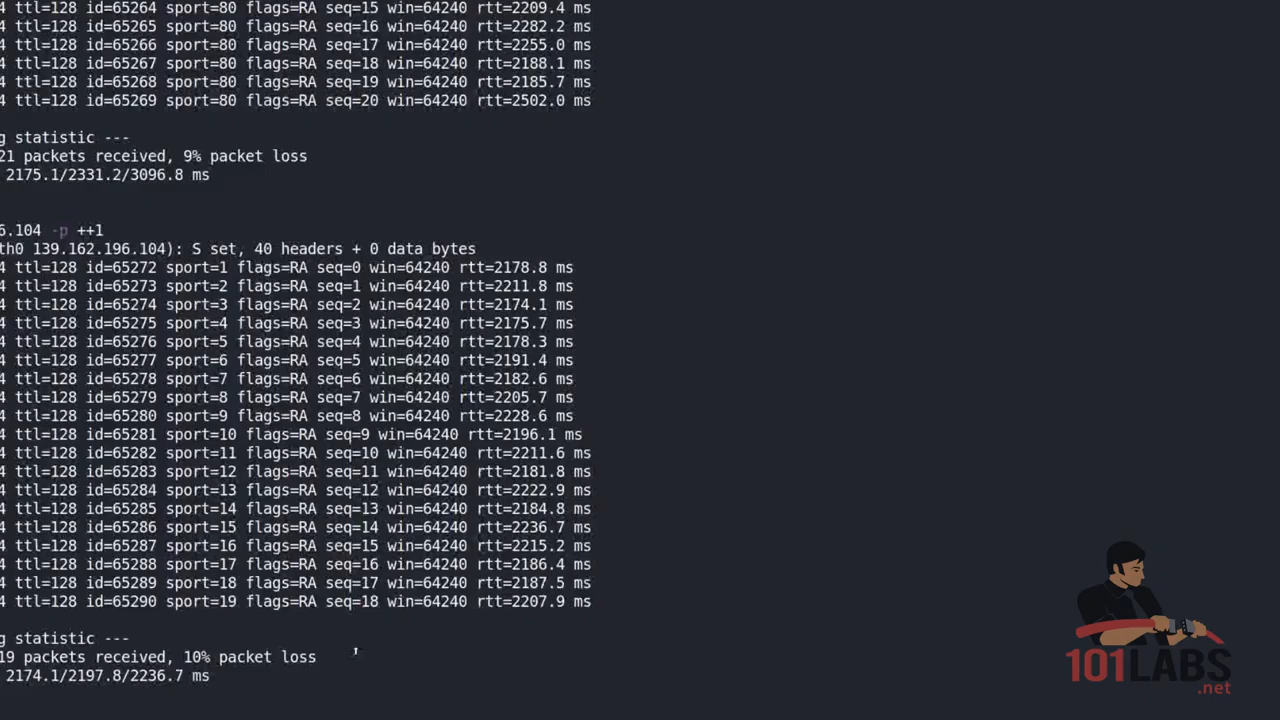 4 ttl=128 id=65264 sport=80 flags=RA seq=15 win=64240 rtt=2209.4 ms
4 ttl=128 id=65265 sport=80 flags=RA seq=16 win=64240 rtt=2282.2 ms
4 ttl=128 id=65266 sport=80 flags=RA seq=17 win=64240 rtt=2255.0 ms
4 ttl=128 id=65267 sport=80 flags=RA seq=18 win=64240 rtt=2188.1 ms
4 ttl=128 id=65268 sport=80 flags=RA seq=19 win=64240 rtt=2185.7 ms
4 ttl=128 id=65269 sport=80 flags=RA seq=20 win=64240 rtt=2502.0 ms
g statistic ---
21 packets received, 9% packet loss
2175.1/2331.2/3096.8 ms
6.104 -p ++1
th0 139.162.196.104): S set, 40 headers + 0 data bytes
4 ttl=128 id=65272 sport=1 flags=RA seq=0 win=64240 rtt=2178.8 ms
4 ttl=128 id=65273 sport=2 flags=RA seq=1 win=64240 rtt=2211.8 ms
4 ttl=128 id=65274 sport=3 flags=RA seq=2 win=64240 rtt=2174.1 ms
4 ttl=128 id=65275 sport=4 flags=RA seq=3 win=64240 rtt=2175.7 ms
4 ttl=128 id=65276 sport=5 flags=RA seq=4 win=64240 rtt=2178.3 ms
4 ttl=128 id=65277 sport=6 flags=RA seq=5 win=64240 rtt=2191.4 ms
4 ttl=128 id=65278 sport=7 flags=RA seq=6 win=64240 rtt=2182.6 ms
4 ttl=128 id=65279 sport=8 flags=RA seq=7 win=64240 rtt=2205.7 ms
4 ttl=128 id=65280 sport=9 flags=RA seq=8 win=64240 rtt=2228.6 ms
4 ttl=128 id=65281 sport=10 flags=RA seq=9 win=64240 rtt=2196.1 ms
4 ttl=128 id=65282 sport=11 flags=RA seq=10 win=64240 rtt=2211.6 ms
4 ttl=128 id=65283 sport=12 flags=RA seq=11 win=64240 rtt=2181.8 ms
4 ttl=128 id=65284 sport=13 flags=RA seq=12 win=64240 rtt=2222.9 ms
4 ttl=128 id=65285 sport=14 flags=RA seq=13 win=64240 rtt=2184.8 ms
4 ttl=128 id=65286 sport=15 flags=RA seq=14 win=64240 rtt=2236.7 ms
4 ttl=128 id=65287 sport=16 flags=RA seq=15 win=64240 rtt=2215.2 ms
4 ttl=128 id=65288 sport=17 flags=RA seq=16 win=64240 rtt=2186.4 ms
4 ttl=128 id=65289 sport=18 flags=RA seq=17 win=64240 rtt=2187.5 ms
4 ttl=128 id=65290 sport=19 flags=RA seq=18 win=64240 rtt=2207.9 ms
g statistic ---
19 packets received, 10% packet loss
2174.1/2197.8/2236.7 ms
101LABS
.net